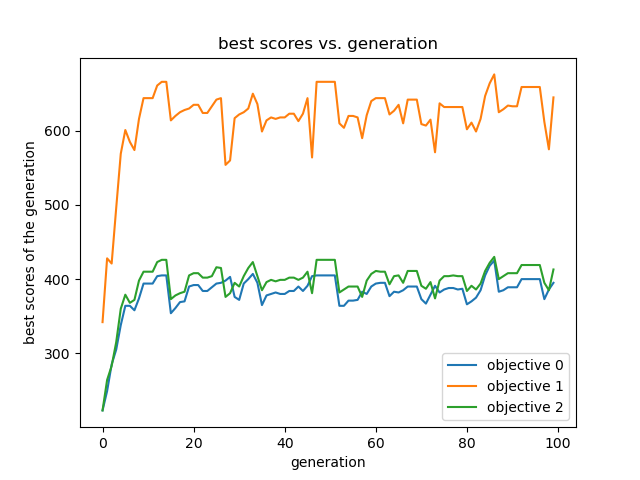 best scores vs. generation
best scores of the generation
600
500
400
300
0 20 40 60 80 100
generation
objective 0
objective 1
objective 2